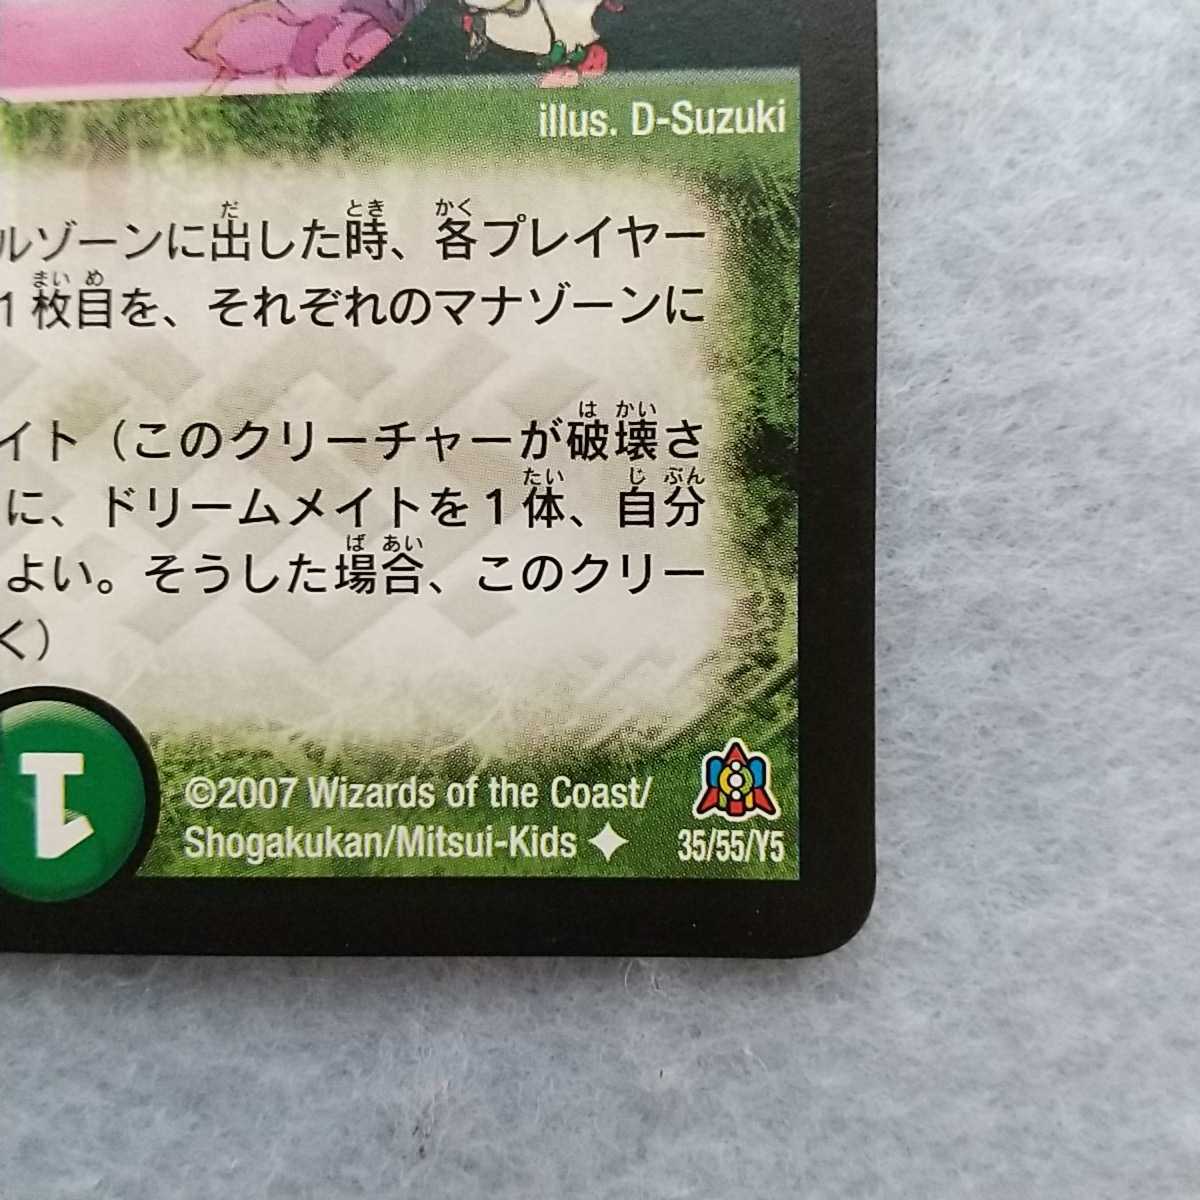 illus. D-Suzuki
ルゾーンに出した時、各プレイヤー
1枚目を、それぞれのマナゾーンに
イト（このクリーチャーが破壊さ
に、ドリームメイトを1体、自分
よい。そうした場合、このクリー
く）
1
©2007 Wizards of the Coast/
Shogakukan/Mitsui-Kids
35/55/Y5